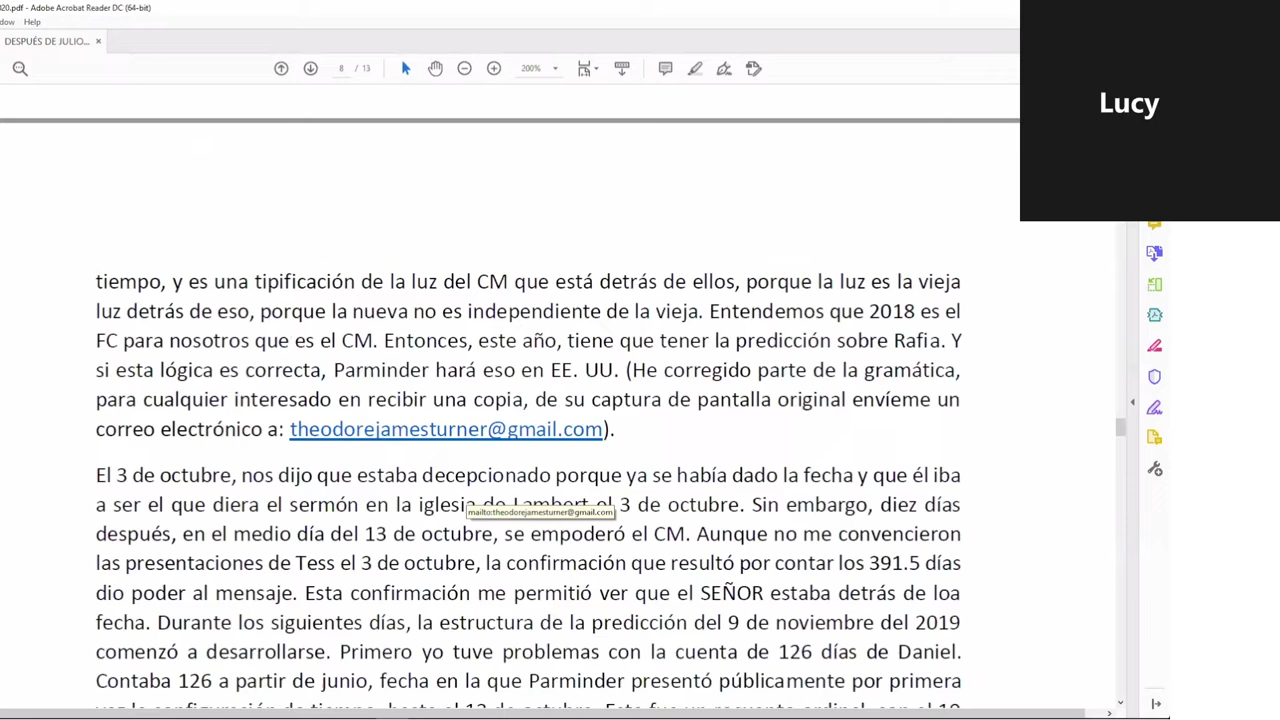 020.pdf - Adobe Acrobat Reader DC (64-bit)
dow Help
DESPUÉS DE JULIO... ×
8 / 13 200%
Lucy
tiempo, y es una tipificación de la luz del CM que está detrás de ellos, porque la luz es la vieja
luz detrás de eso, porque la nueva no es independiente de la vieja. Entendemos que 2018 es el
FC para nosotros que es el CM. Entonces, este año, tiene que tener la predicción sobre Rafia. Y
si esta lógica es correcta, Parminder hará eso en EE. UU. (He corregido parte de la gramática,
para cualquier interesado en recibir una copia, de su captura de pantalla original envíeme un
correo electrónico a: theodorejamesturner@gmail.com).
El 3 de octubre, nos dijo que estaba decepcionado porque ya se había dado la fecha y que él iba
a ser el que diera el sermón en la iglesia de Lambert el 3 de octubre. Sin embargo, diez días
mailto:theodorejamesturner@gmail.com
después, en el medio día del 13 de octubre, se empoderó el CM. Aunque no me convencieron
las presentaciones de Tess el 3 de octubre, la confirmación que resultó por contar los 391.5 días
dio poder al mensaje. Esta confirmación me permitió ver que el SEÑOR estaba detrás de loa
fecha. Durante los siguientes días, la estructura de la predicción del 9 de noviembre del 2019
comenzó a desarrollarse. Primero yo tuve problemas con la cuenta de 126 días de Daniel.
Contaba 126 a partir de junio, fecha en la que Parminder presentó públicamente por primera